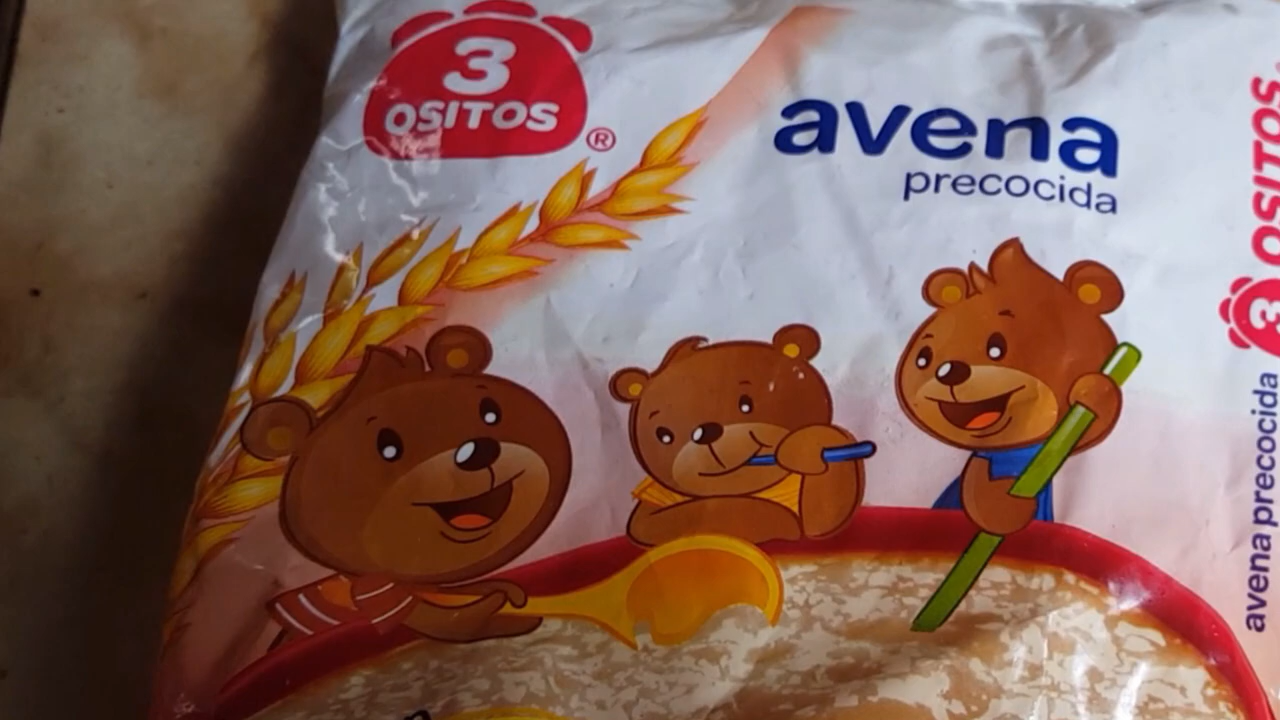 3
OSITOS
®
avena
precocida
avena precocida 3 OSITOS